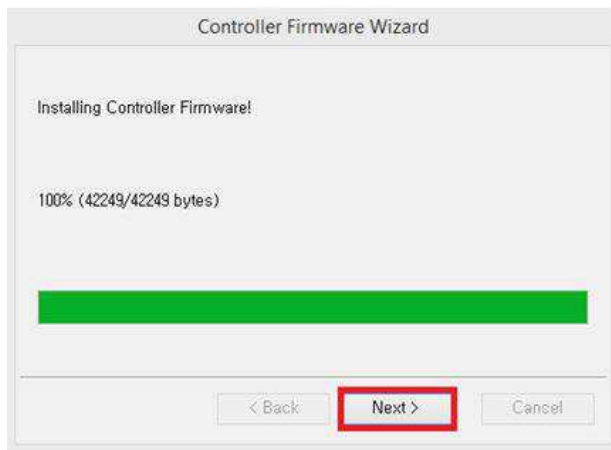 Controller Firmware Wizard
Installing Controller Firmware!
100% (42249/42249 bytes)
< Back Next > Cancel